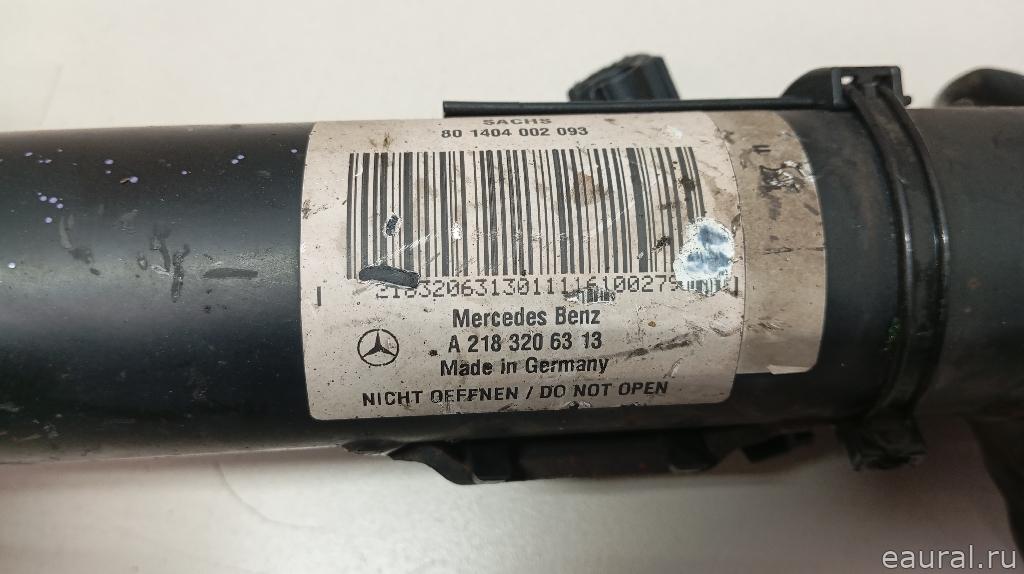 SACHS
80 1404 002 093
Mercedes Benz
A 218 320 63 13
Made in Germany
NICHT OEFFNEN / DO NOT OPEN
eaural.ru